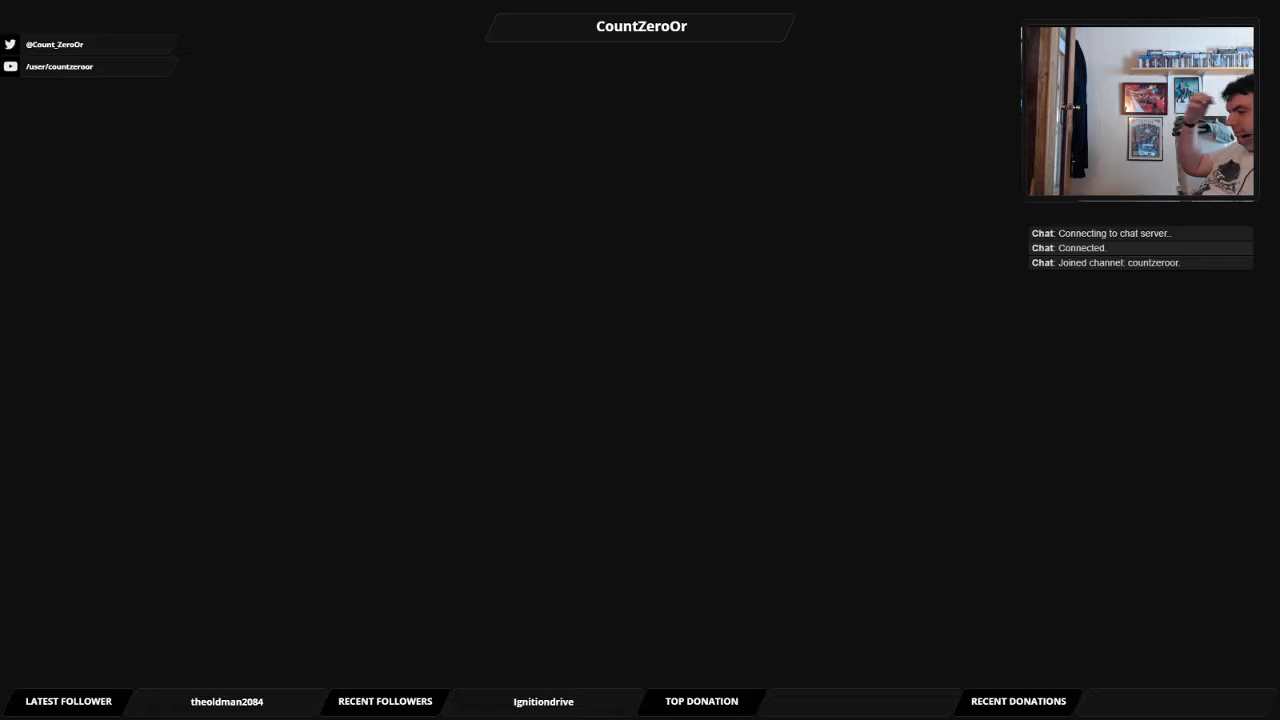 CountZeroOr
@Count_ZeroOr
/user/countzeroor
Chat: Connecting to chat server..
Chat: Connected.
Chat: Joined channel: countzeroor.
LATEST FOLLOWER
theoldman2084
RECENT FOLLOWERS
Ignitiondrive
TOP DONATION
RECENT DONATIONS